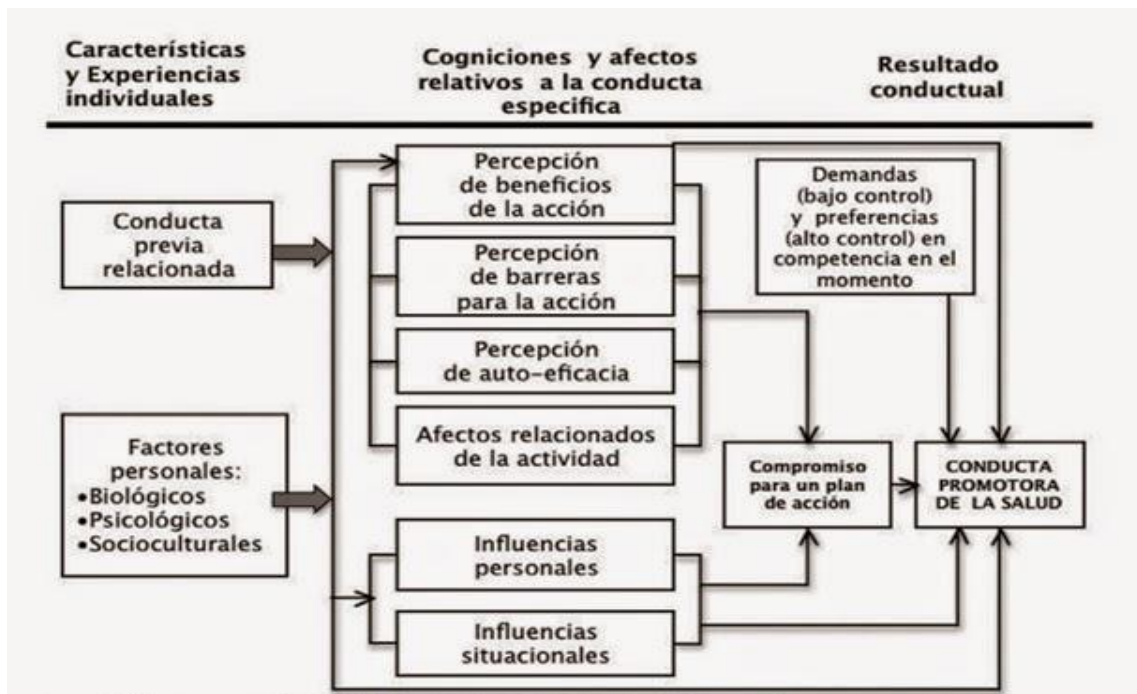 Características
y Experiencias
individuales
Cogniciones y afectos
relativos a la conducta
especifica
Resultado
conductual
Conducta
previa
relacionada
Factores
personales:
•Biológicos
•Psicológicos
•Socioculturales
Percepción
de beneficios
de la acción
Percepción
de barreras
para la acción
Percepción
de auto-eficacia
Afectos relacionados
de la actividad
Influencias
personales
Influencias
situacionales
Demandas
(bajo control)
y preferencias
(alto control) en
competencia en el
momento
Compromiso
para un plan
de acción
CONDUCTA
PROMOTORA
DE LA SALUD